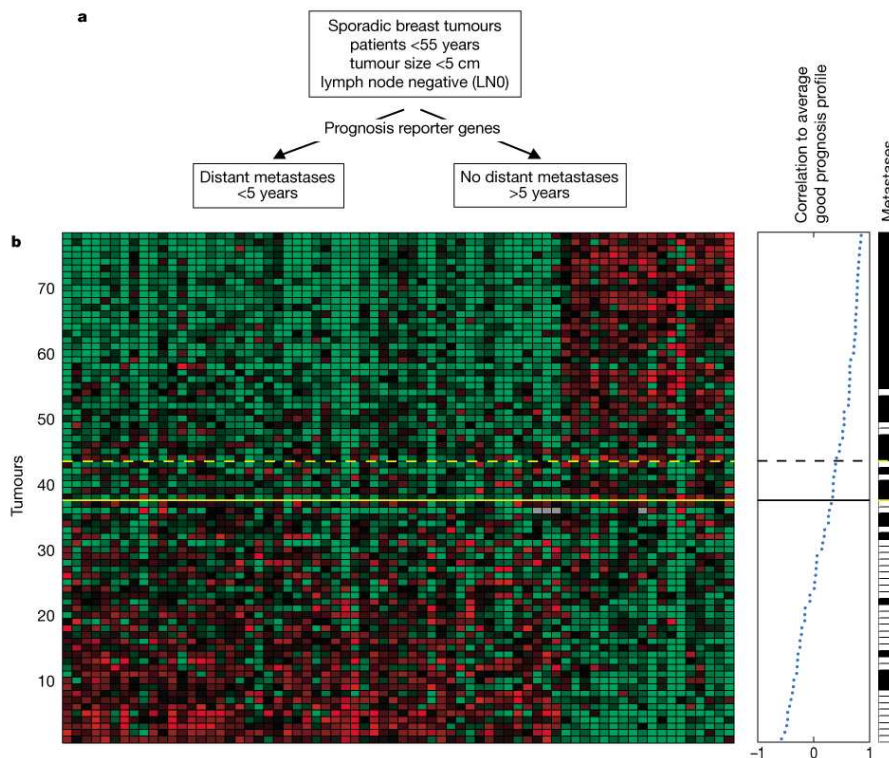 a
Sporadic breast tumours
patients <55 years
tumour size <5 cm
lymph node negative (LN0)
Prognosis reporter genes
Distant metastases
<5 years
No distant metastases
>5 years
Correlation to average
good prognosis profile
Metastases
b
Tumours
70
60
50
40
30
20
10
–1
0
1